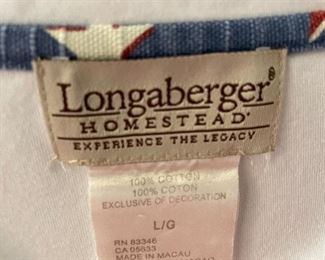 Longaberger®
HOMESTEAD
EXPERIENCE THE LEGACY
100% COTTON
100% COTON
EXCLUSIVE OF DECORATION
L/G
RN 83346
CA 05633
MADE IN MACAU